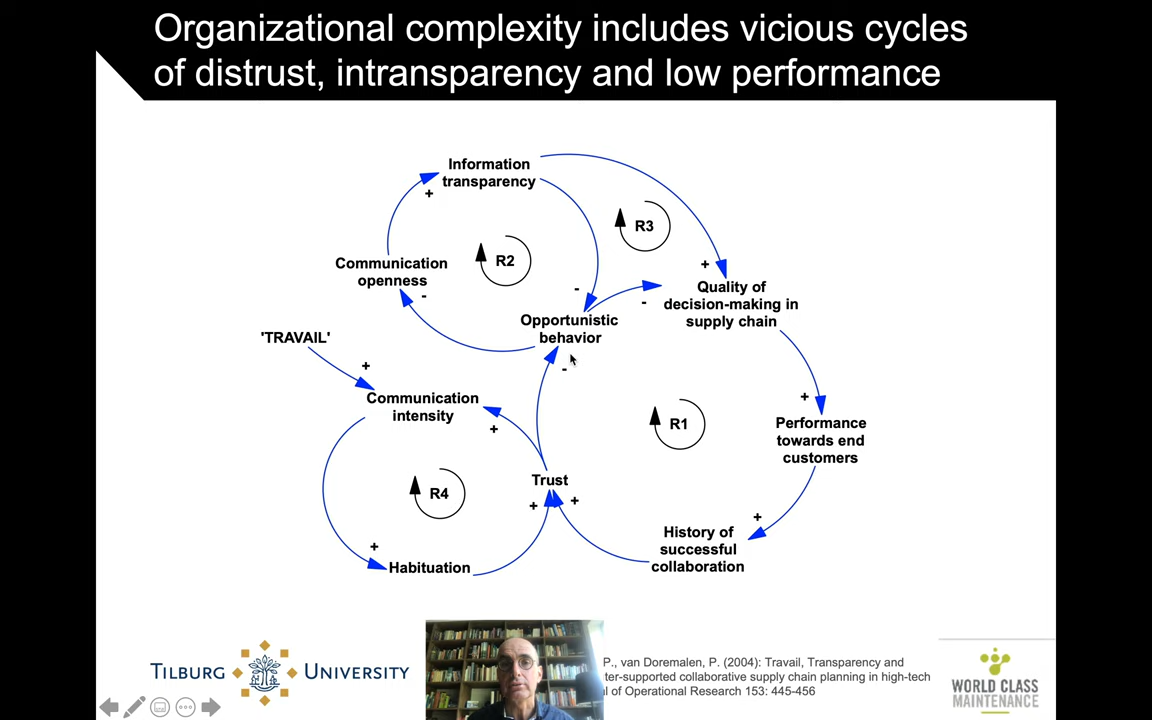 Organizational complexity includes vicious cycles
of distrust, intransparency and low performance
Information
transparency
+
R3
R2
Communication
openness
-
-
+
Quality of
decision-making in
supply chain
-
Opportunistic
behavior
-
'TRAVAIL'
+
Communication
intensity
+
+
Performance
towards end
customers
R1
R4
Trust
+
+
+
History of
successful
collaboration
+
Habituation
TILBURG UNIVERSITY
P., van Doremalen, P. (2004): Travail, Transparency and
ter-supported collaborative supply chain planning in high-tech
l of Operational Research 153: 445-456
WORLD CLASS
MAINTENANCE